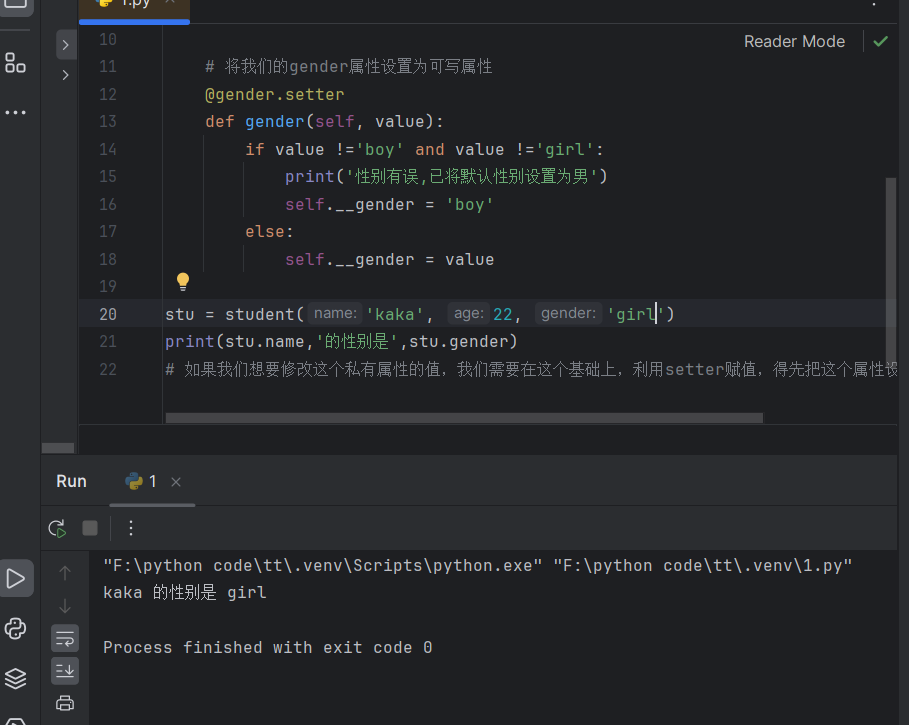 1.py
Reader Mode
10
11 # 将我们的gender属性设置为可写属性
12 @gender.setter
13 def gender(self, value):
14 if value !='boy' and value !='girl':
15 print('性别有误,已将默认性别设置为男')
16 self.__gender = 'boy'
17 else:
18 self.__gender = value
19
20 stu = student( name: 'kaka', age: 22, gender: 'girl')
21 print(stu.name,'的性别是',stu.gender)
22 # 如果我们想要修改这个私有属性的值，我们需要在这个基础上，利用setter赋值，得先把这个属性设
Run 1
"F:\python code\tt\.venv\Scripts\python.exe" "F:\python code\tt\.venv\1.py"
kaka 的性别是 girl
Process finished with exit code 0